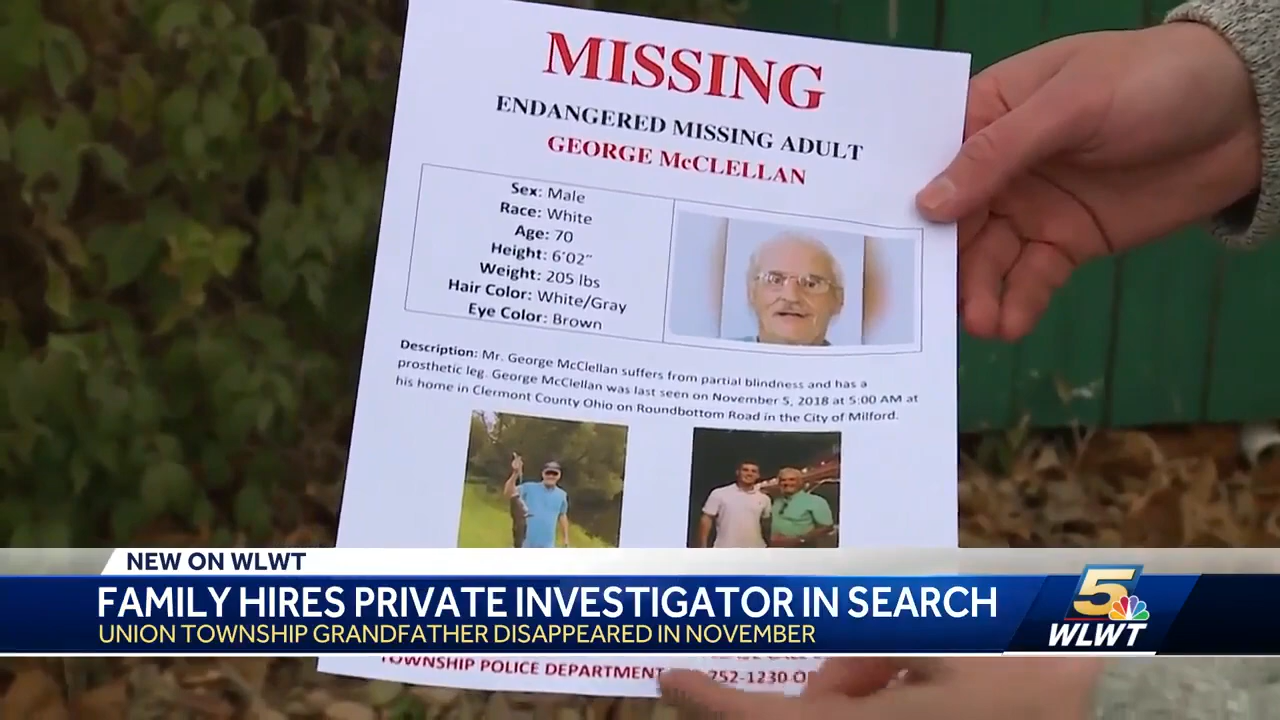 MISSING
ENDANGERED MISSING ADULT
GEORGE McCLELLAN
Sex: Male
Race: White
Age: 70
Height: 6'02"
Weight: 205 lbs
Hair Color: White/Gray
Eye Color: Brown
Description: Mr. George McClellan suffers from partial blindness and has a
prosthetic leg. George McClellan was last seen on November 5, 2018 at 5:00 AM at
his home in Clermont County Ohio on Roundbottom Road in the City of Milford.
NEW ON WLWT
FAMILY HIRES PRIVATE INVESTIGATOR IN SEARCH
UNION TOWNSHIP GRANDFATHER DISAPPEARED IN NOVEMBER
5
WLWT
TOWNSHIP POLICE DEPARTMENT 752-1230